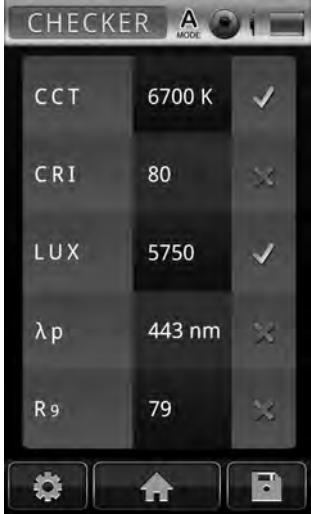 CHECKER A
MODE
CCT 6700 K
CRI 80
LUX 5750
λp 443 nm
R9 79